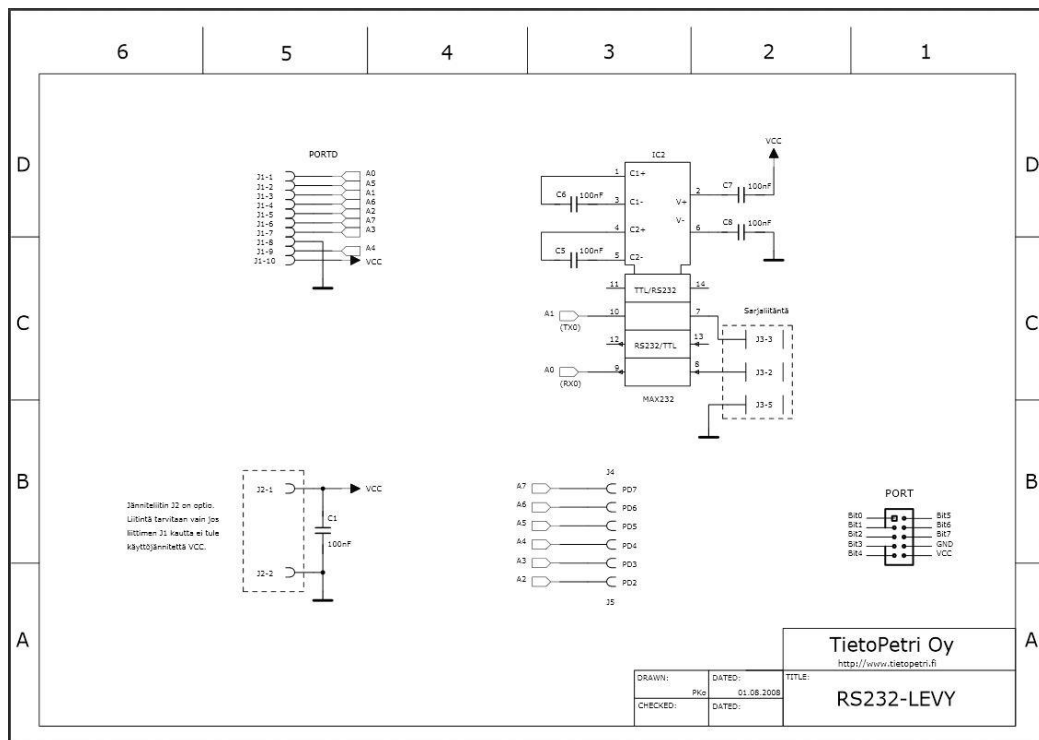 6 5 4 3 2 1
D
D
PORTD
J1-1 A0
J1-2 A5
J1-3 A1
J1-4 A6
J1-5 A2
J1-6 A7
J1-7 A3
J1-8
J1-9 A4
J1-10 VCC
IC2
VCC
1 C1+
C6 100nF
3 C1-
2 C7 100nF
V+
V-
4 C2+
6 C8 100nF
C5 100nF
5 C2-
11 TTL/RS232 14
C
C
A1 10 7
(TX0)
Sarjaliitäntä
12 RS232/TTL 13
J3-3
A0 9 8
(RX0)
J3-2
MAX232
J3-5
B
B
Jänniteliitin J2 on optio.
Liitintä tarvitaan vain jos
liittimen J1 kautta ei tule
käyttöjännitettä VCC.
J2-1 VCC
C1
100nF
J2-2
J4
A7 PD7
A6 PD6
A5 PD5
A4 PD4
A3 PD3
A2 PD2
J5
PORT
Bit0 Bit5
Bit1 Bit6
Bit2 Bit7
Bit3 GND
Bit4 VCC
A
A
TietoPetri Oy
http://www.tietopetri.fi
DRAWN: PKo
DATED: 01.08.2008
TITLE:
RS232-LEVY
CHECKED:
DATED: